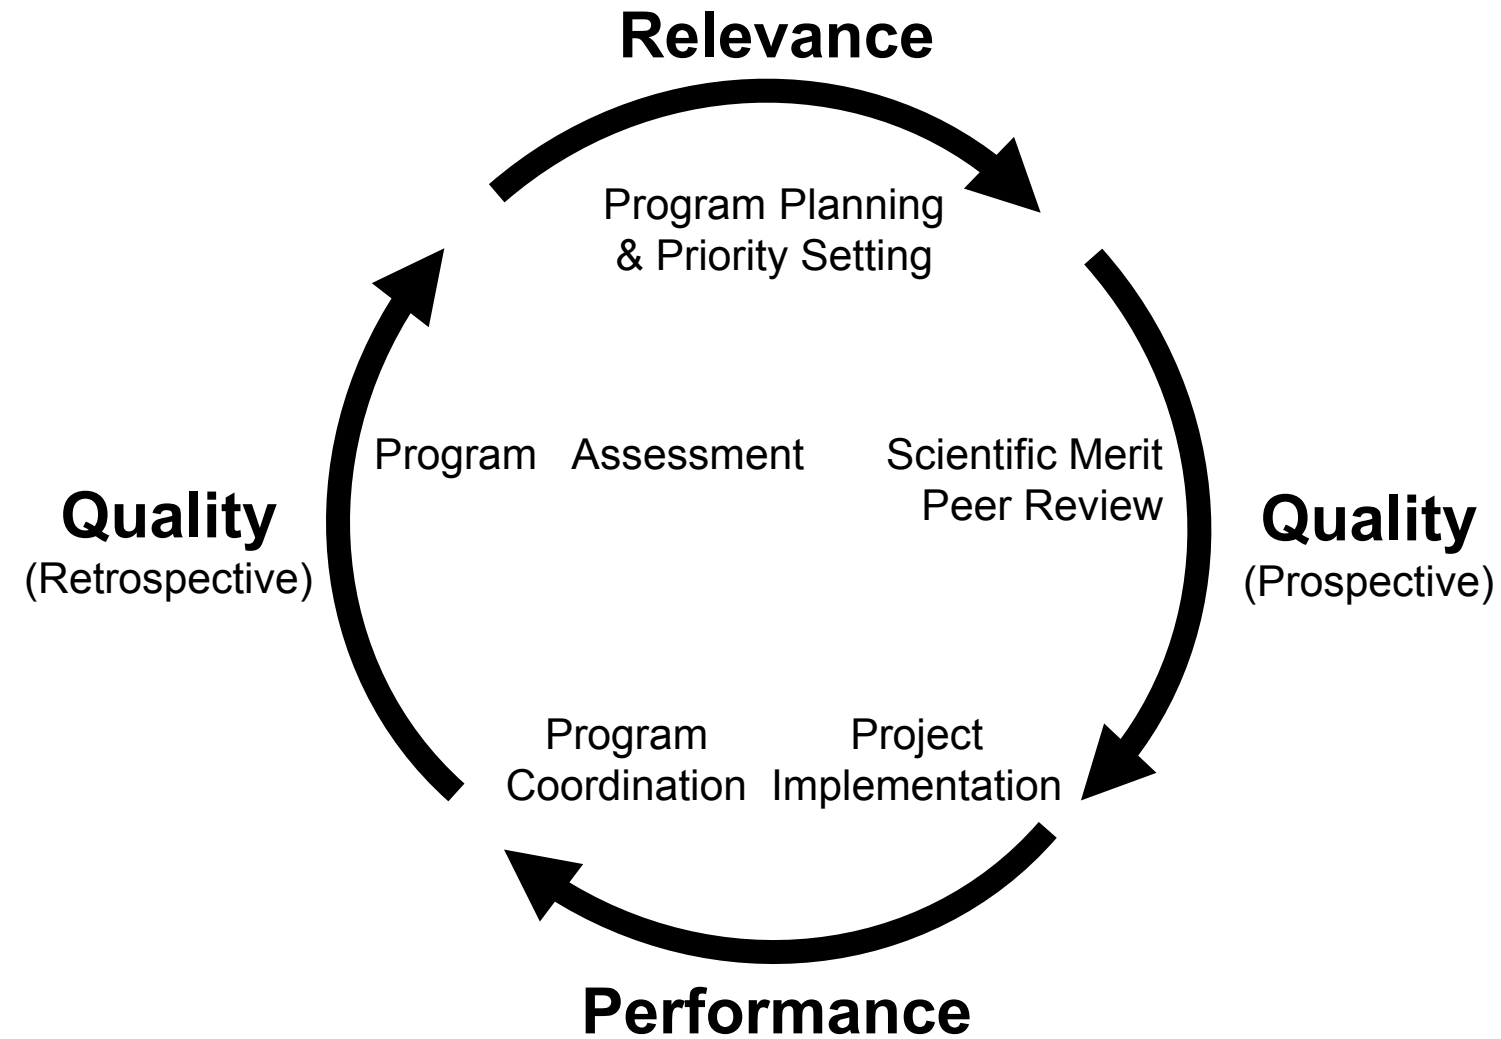 Relevance
Program Planning
& Priority Setting
Program Assessment
Scientific Merit
Peer Review
Quality
(Retrospective)
Quality
(Prospective)
Program
Coordination
Project
Implementation
Performance